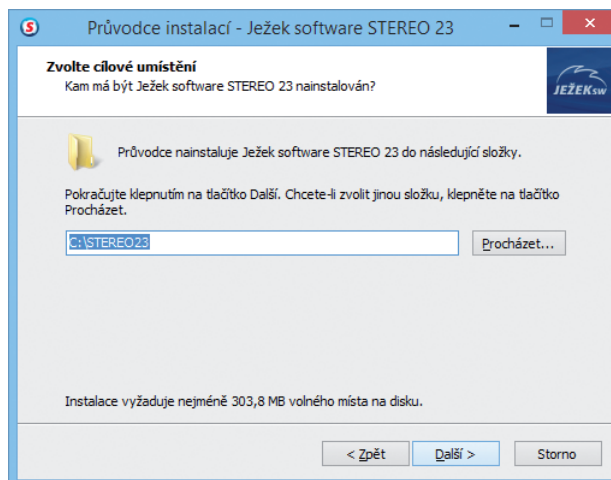 Průvodce instalací - Ježek software STEREO 23
Zvolte cílové umístění
Kam má být Ježek software STEREO 23 nainstalován?
JEŽEKSW
Průvodce nainstaluje Ježek software STEREO 23 do následující složky.
Pokračujte klepnutím na tlačítko Další. Chcete-li zvolit jinou složku, klepněte na tlačítko
Procházet.
C:\STEREO23
Procházet...
Instalace vyžaduje nejméně 303,8 MB volného místa na disku.
< Zpět
Další >
Storno